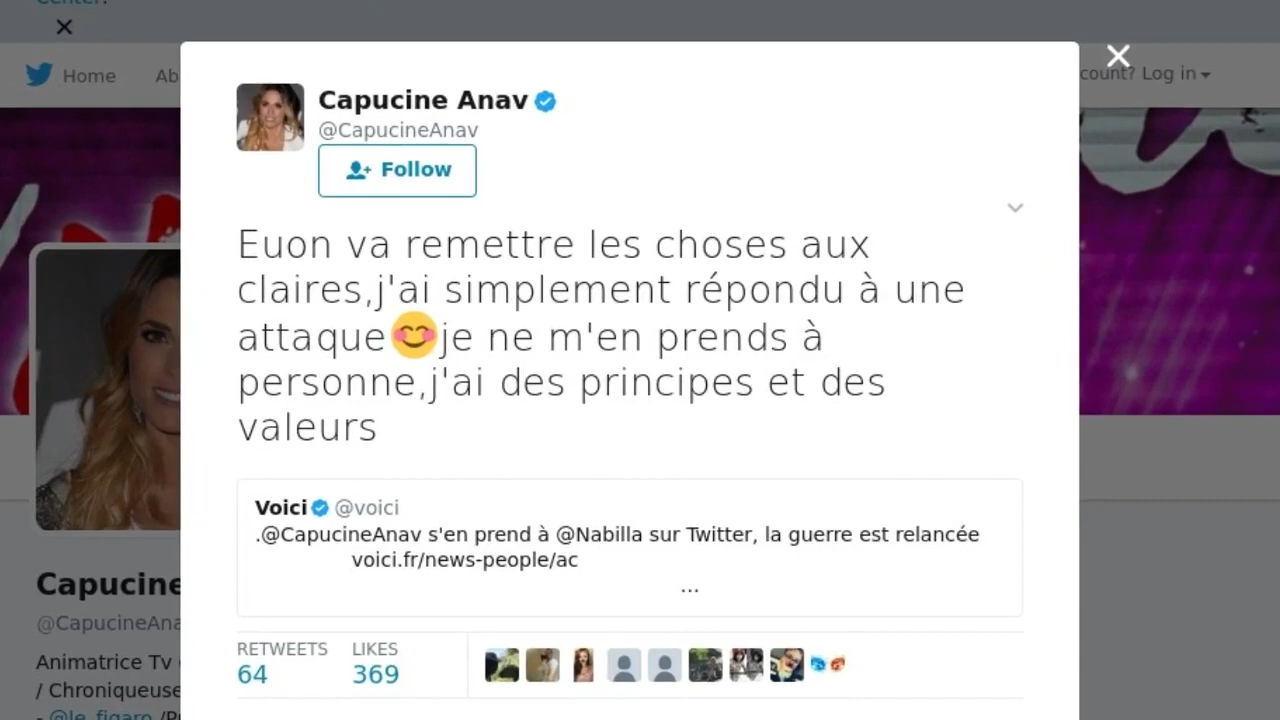 Center.
Home
Ab
count? Log in
Capucine Anav
@CapucineAnav
Follow
Euon va remettre les choses aux
claires,j'ai simplement répondu à une
attaque😊je ne m'en prends à
personne,j'ai des principes et des
valeurs
Voici @voici
.@CapucineAnav s'en prend à @Nabilla sur Twitter, la guerre est relancée
voici.fr/news-people/ac
...
RETWEETS LIKES
64 369
Capucine
@CapucineAna
Animatrice Tv
/ Chroniqueuse
- @le_figaro /P